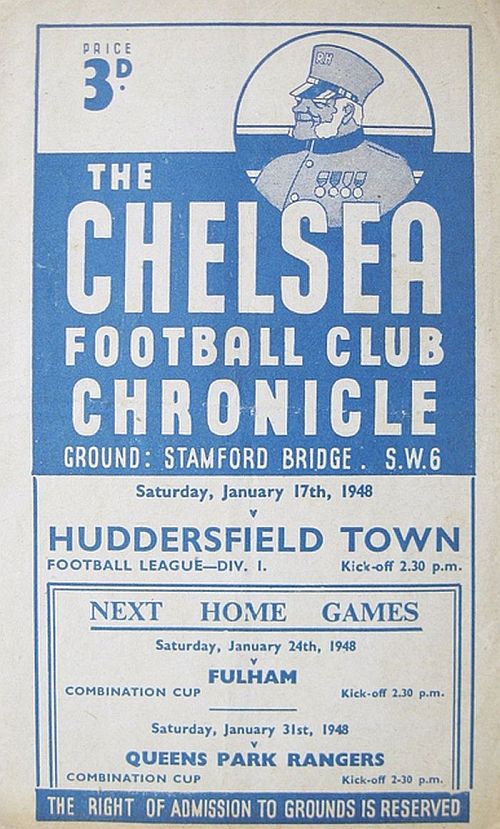 PRICE
3D.
RH
THE
CHELSEA
FOOTBALL CLUB
CHRONICLE
GROUND: STAMFORD BRIDGE. S.W.6
Saturday, January 17th, 1948
v
HUDDERSFIELD TOWN
FOOTBALL LEAGUE—DIV. I. Kick-off 2.30 p.m.
NEXT HOME GAMES
Saturday, January 24th, 1948
v
FULHAM
COMBINATION CUP Kick-off 2.30 p.m.
Saturday, January 31st, 1948
v
QUEENS PARK RANGERS
COMBINATION CUP Kick-off 2-30 p.m.
THE RIGHT OF ADMISSION TO GROUNDS IS RESERVED